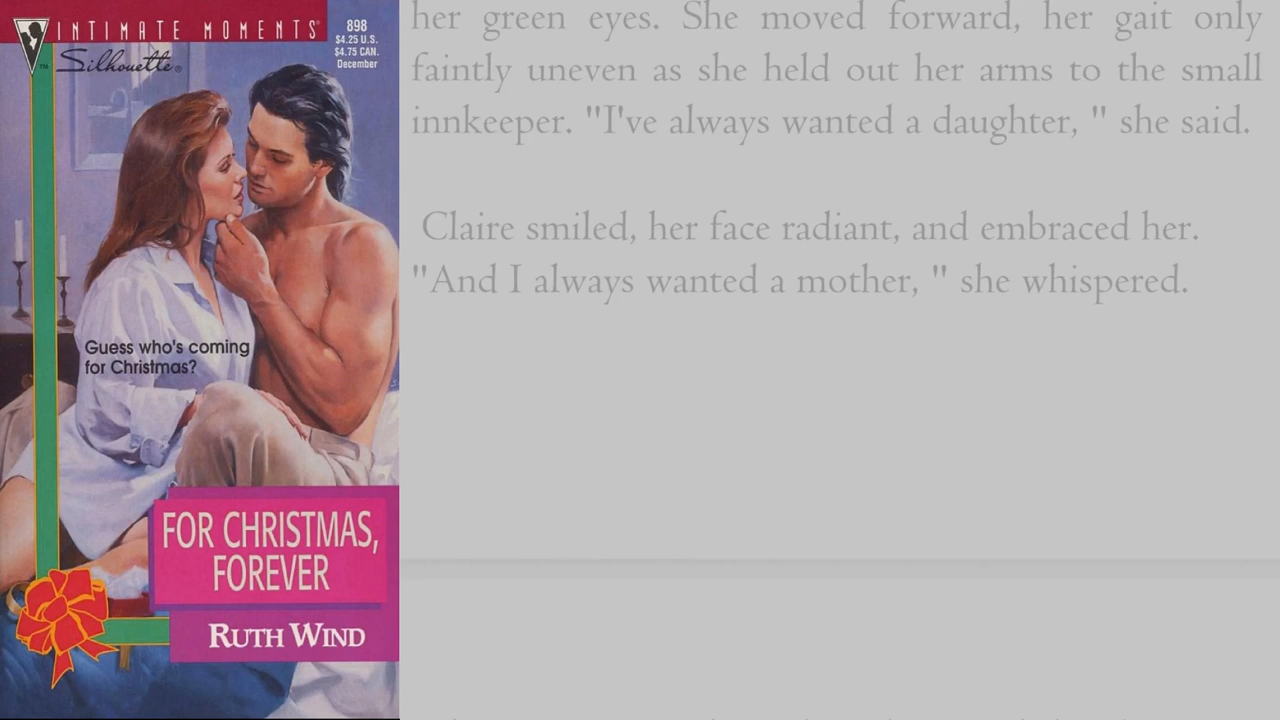 INTIMATE MOMENTS®
Silhouette®
TM
898
$4.25 U.S.
$4.75 CAN.
December
Guess who's coming
for Christmas?
FOR CHRISTMAS,
FOREVER
RUTH WIND
her green eyes. She moved forward, her gait only
faintly uneven as she held out her arms to the small
innkeeper. "I've always wanted a daughter, " she said.
Claire smiled, her face radiant, and embraced her.
"And I always wanted a mother, " she whispered.